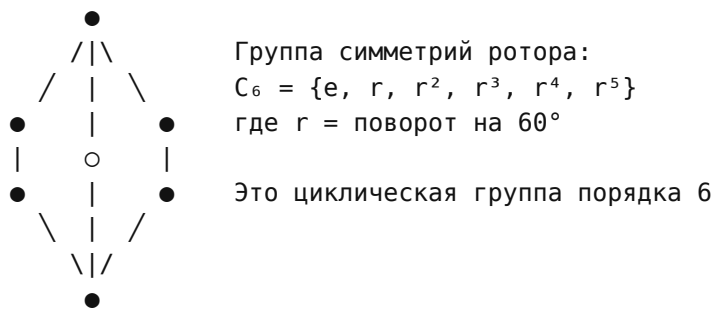 Группа симметрий ротора:
C₆ = {e, r, r², r³, r⁴, r⁵}
где r = поворот на 60°
Это циклическая группа порядка 6